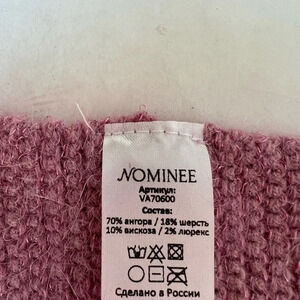 NOMINEE
Артикул:
VA70600
Состав:
70% ангора / 18% шерсть
10% вискоза / 2% люрекс
Сделано в России